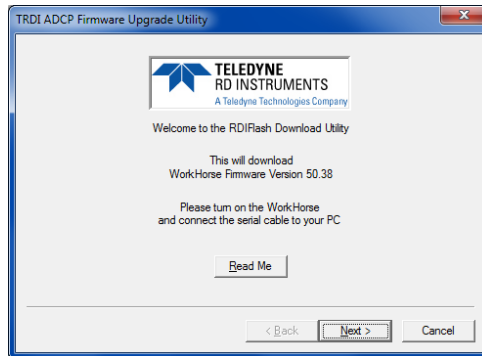 TRDI ADCP Firmware Upgrade Utility
TELEDYNE
RD INSTRUMENTS
A Teledyne Technologies Company
Welcome to the RDIFlash Download Utility
This will download
WorkHorse Firmware Version 50.38
Please turn on the WorkHorse
and connect the serial cable to your PC
Read Me
< Back Next > Cancel